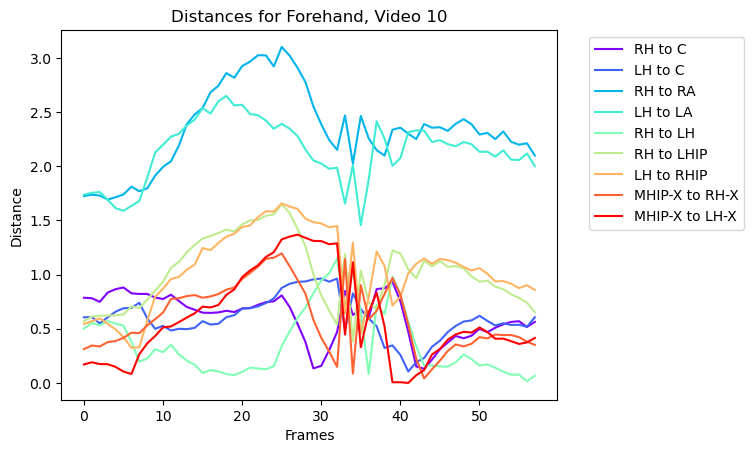 Distances for Forehand, Video 10
Distance
3.0
2.5
2.0
1.5
1.0
0.5
0.0
0
10
20
30
40
50
Frames
RH to C
LH to C
RH to RA
LH to LA
RH to LH
RH to LHIP
LH to RHIP
MHIP-X to RH-X
MHIP-X to LH-X